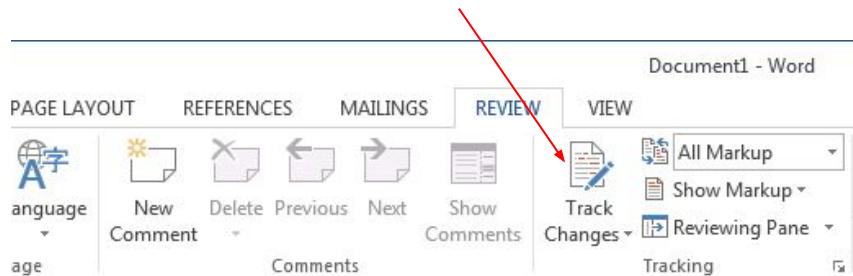 Document1 - Word
PAGE LAYOUT REFERENCES MAILINGS REVIEW VIEW
字 A All Markup
Show Markup
anguage New Comment Delete Previous Next Show Comments Track Changes Reviewing Pane
age Comments Tracking